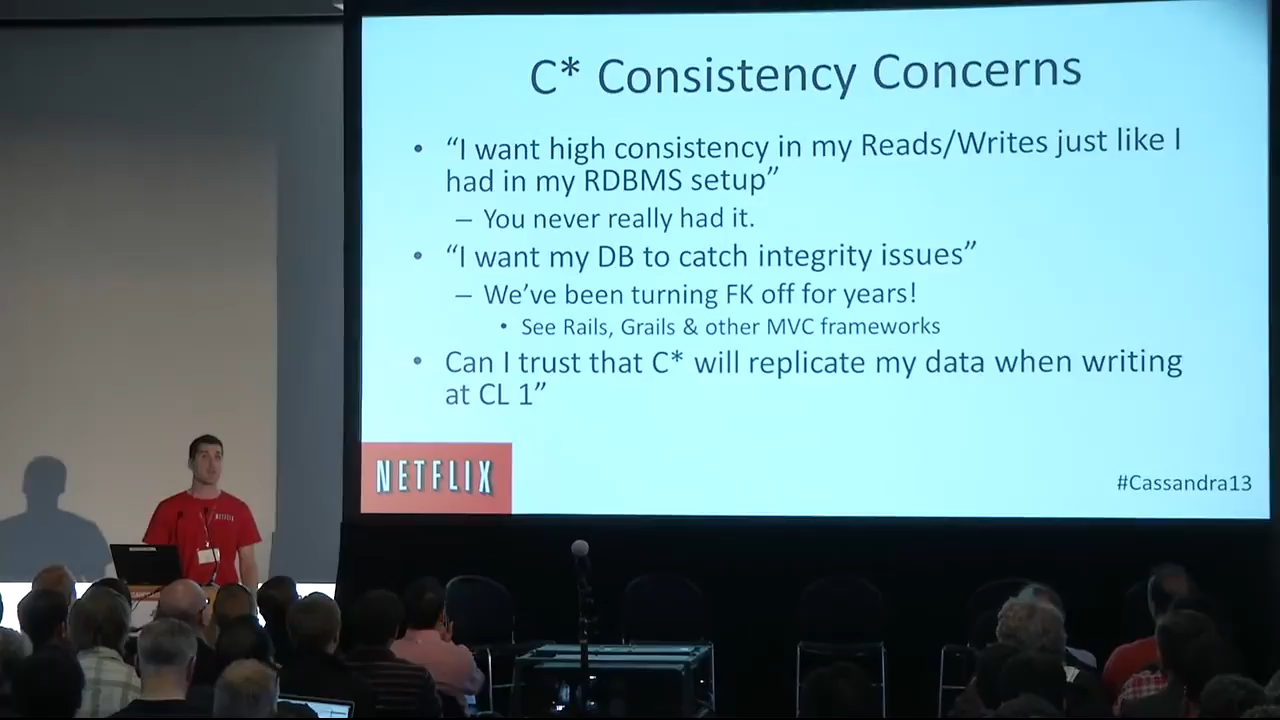 C* Consistency Concerns
• “I want high consistency in my Reads/Writes just like I
had in my RDBMS setup”
– You never really had it.
• “I want my DB to catch integrity issues”
– We’ve been turning FK off for years!
• See Rails, Grails & other MVC frameworks
• Can I trust that C* will replicate my data when writing
at CL 1”
NETFLIX
#Cassandra13
NETFLIX